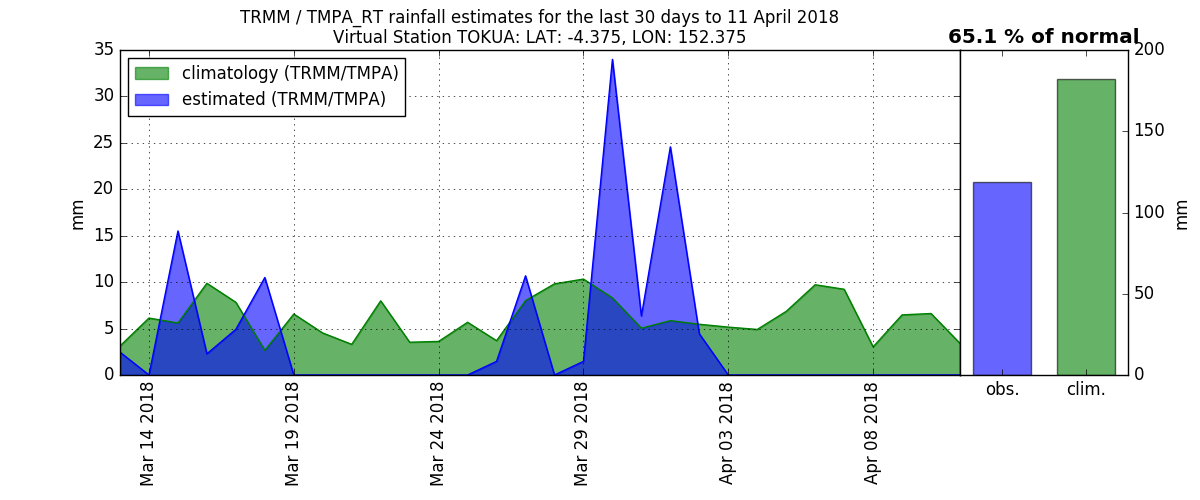 TRMM / TMPA_RT rainfall estimates for the last 30 days to 11 April 2018
Virtual Station TOKUA: LAT: -4.375, LON: 152.375
65.1 % of normal
climatology (TRMM/TMPA)
estimated (TRMM/TMPA)
35
30
25
20
15
10
5
0
mm
Mar 14 2018
Mar 19 2018
Mar 24 2018
Mar 29 2018
Apr 03 2018
Apr 08 2018
200
150
100
50
0
mm
obs.
clim.